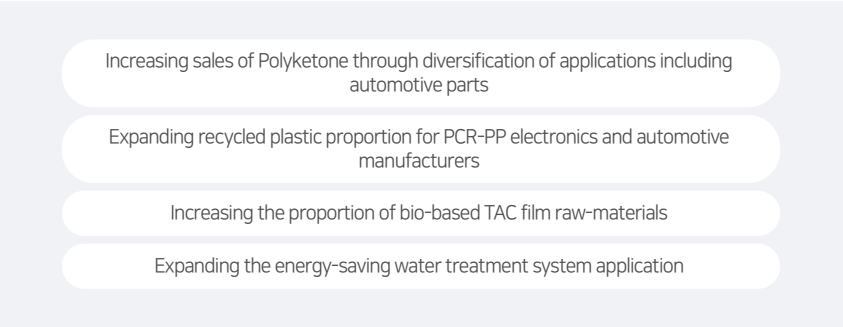 Increasing sales of Polyketone through diversification of applications including
automotive parts
Expanding recycled plastic proportion for PCR-PP electronics and automotive
manufacturers
Increasing the proportion of bio-based TAC film raw-materials
Expanding the energy-saving water treatment system application